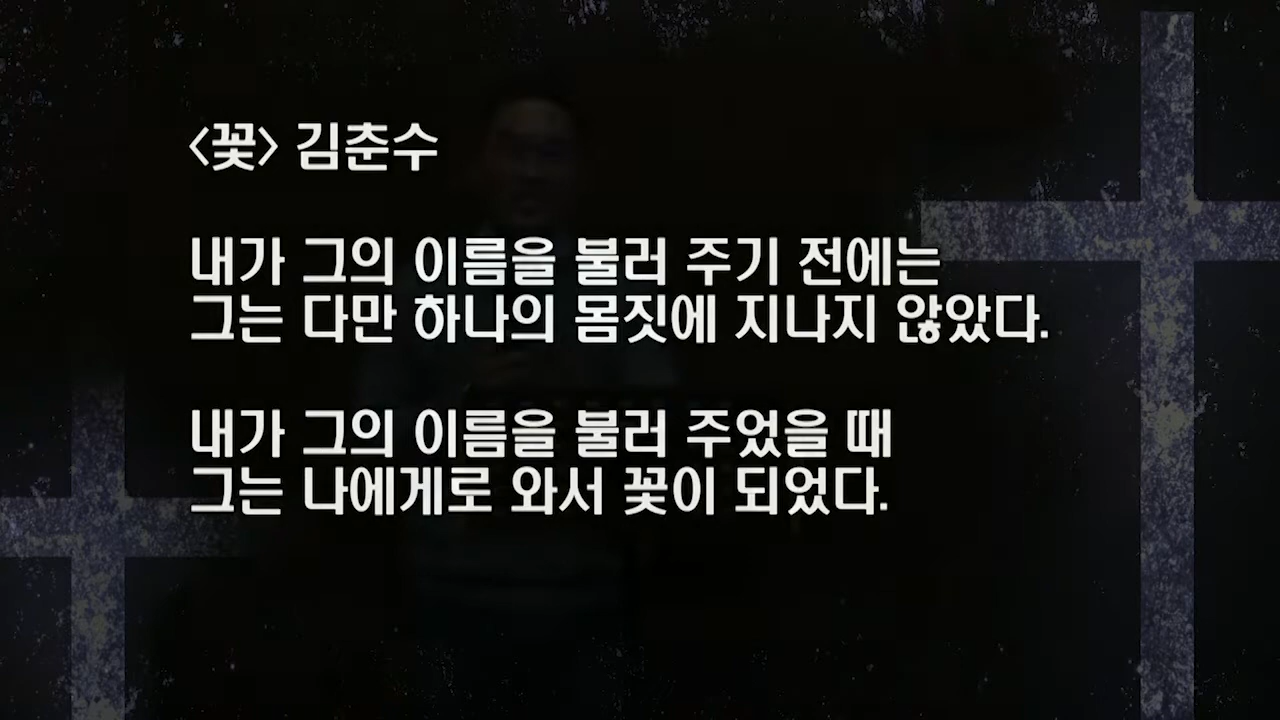 <꽃> 김춘수
내가 그의 이름을 불러 주기 전에는
그는 다만 하나의 몸짓에 지나지 않았다.
내가 그의 이름을 불러 주었을 때
그는 나에게로 와서 꽃이 되었다.